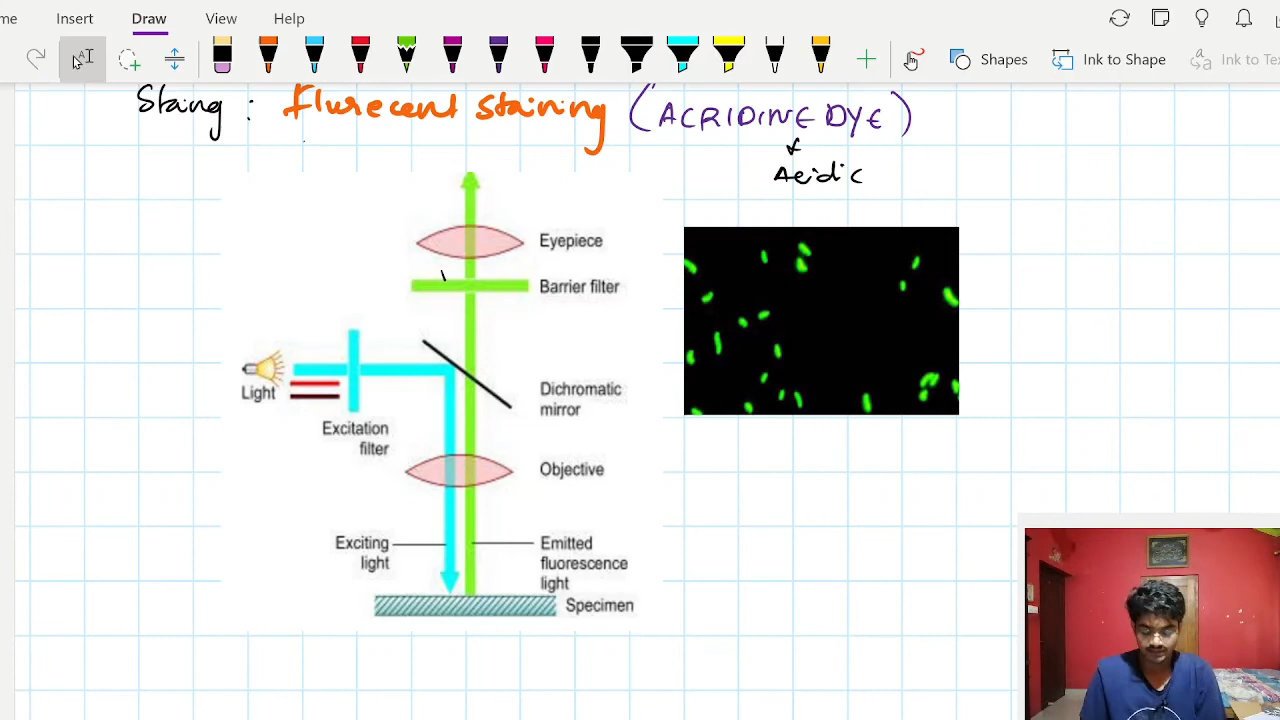 me Insert Draw View Help
Ink to Shape
Shapes
Ink to Tex
Staing : flurecent staining (ACRIDINE DYE)
Acidic
Eyepiece
Barrier filter
Light
Dichromatic
mirror
Excitation
filter
Objective
Exciting
light
Emitted
fluorescence
light
Specimen